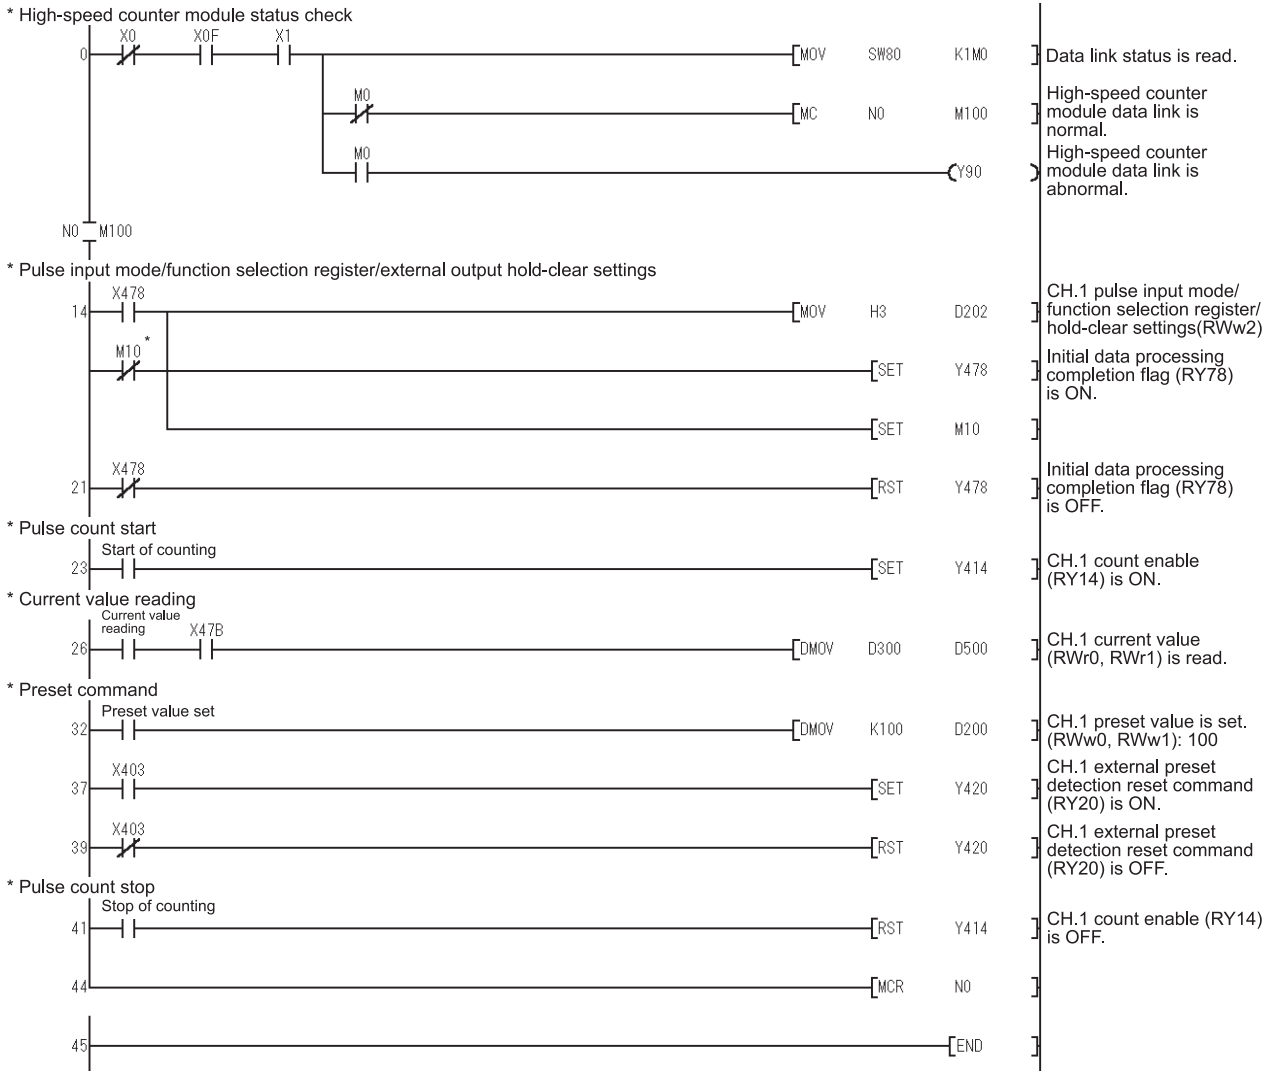 * High-speed counter module status check
X0 X0F X1
0 MOV SW80 K1M0 Data link status is read.
M0
MC N0 M100
High-speed counter
module data link is
normal.
M0
Y90
High-speed counter
module data link is
abnormal.
N0 M100
* Pulse input mode/function selection register/external output hold-clear settings
X478
14 MOV H3 D202
CH.1 pulse input mode/
function selection register/
hold-clear settings(RWw2)
M10 *
SET Y478
Initial data processing
completion flag (RY78)
is ON.
SET M10
X478
21 RST Y478
Initial data processing
completion flag (RY78)
is OFF.
* Pulse count start
Start of counting
23 SET Y414
CH.1 count enable
(RY14) is ON.
* Current value reading
Current value
reading X47B
26 DMOV D300 D500
CH.1 current value
(RWr0, RWr1) is read.
* Preset command
Preset value set
32 DMOV K100 D200
CH.1 preset value is set.
(RWw0, RWw1): 100
X403
37 SET Y420
CH.1 external preset
detection reset command
(RY20) is ON.
X403
39 RST Y420
CH.1 external preset
detection reset command
(RY20) is OFF.
* Pulse count stop
Stop of counting
41 RST Y414
CH.1 count enable (RY14)
is OFF.
44 MCR N0
45 END